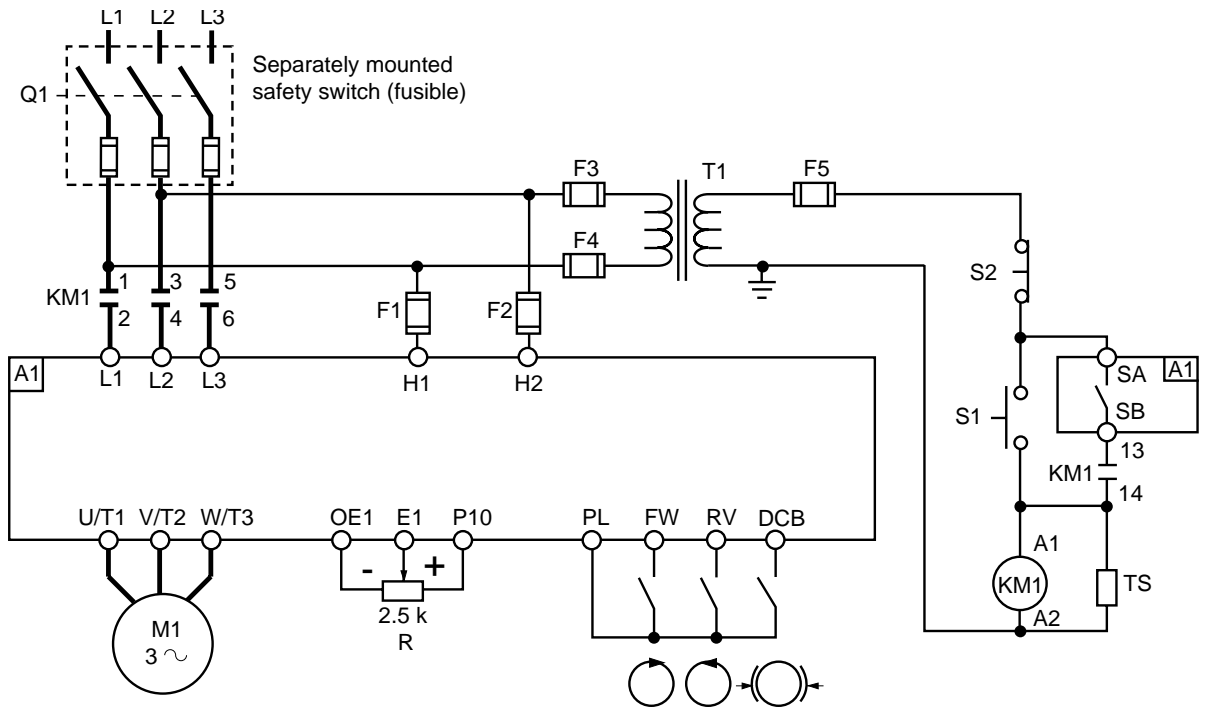 L1 L2 L3
Separately mounted
safety switch (fusible)
Q1
F3 T1 F5
F4
S2
1 3 5
KM1
2 4 6
F1 F2
A1
L1 L2 L3 H1 H2
SA A1
SB
S1
13
KM1
14
U/T1 V/T2 W/T3 OE1 E1 P10 PL FW RV DCB
- +
A1
KM1 TS
A2
2.5 k
R
M1
3